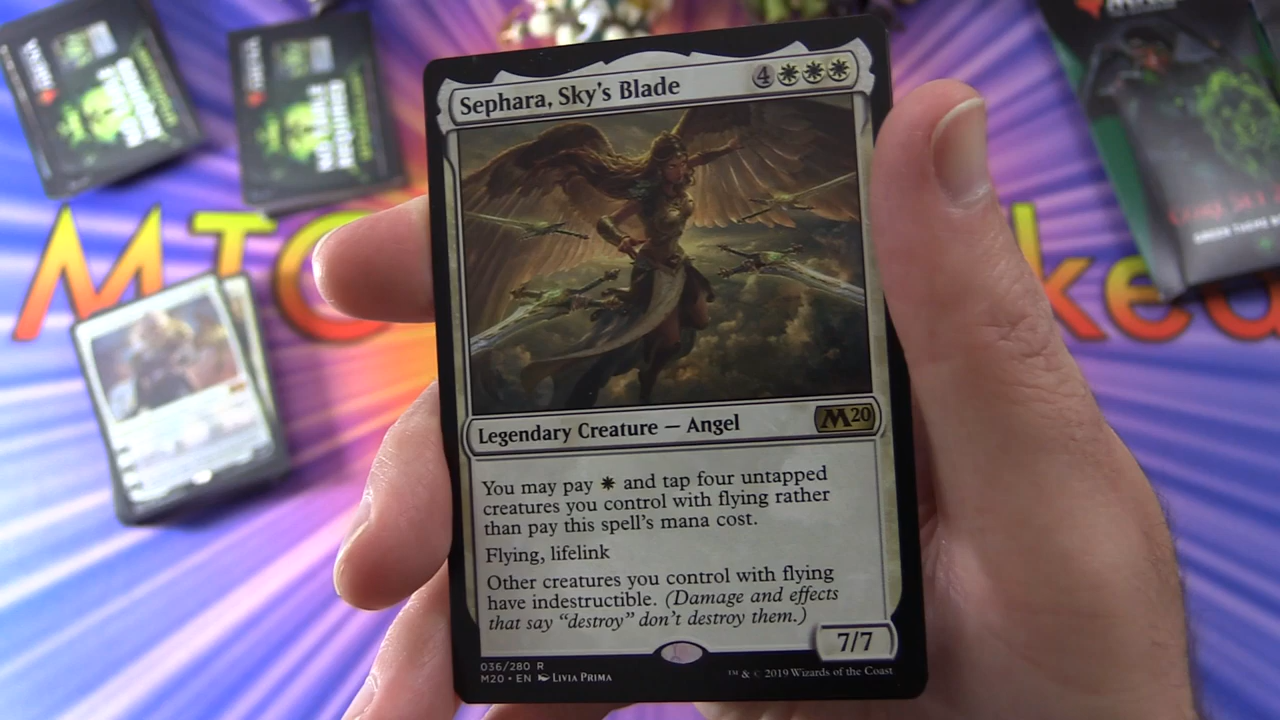 Sephara, Sky's Blade 4
Legendary Creature — Angel M20
You may pay and tap four untapped
creatures you control with flying rather
than pay this spell's mana cost.
Flying, lifelink
Other creatures you control with flying
have indestructible. (Damage and effects
that say “destroy” don't destroy them.)
7/7
036/280 R
M20 • EN Livia Prima
™ & © 2019 Wizards of the Coast
MTG
ked